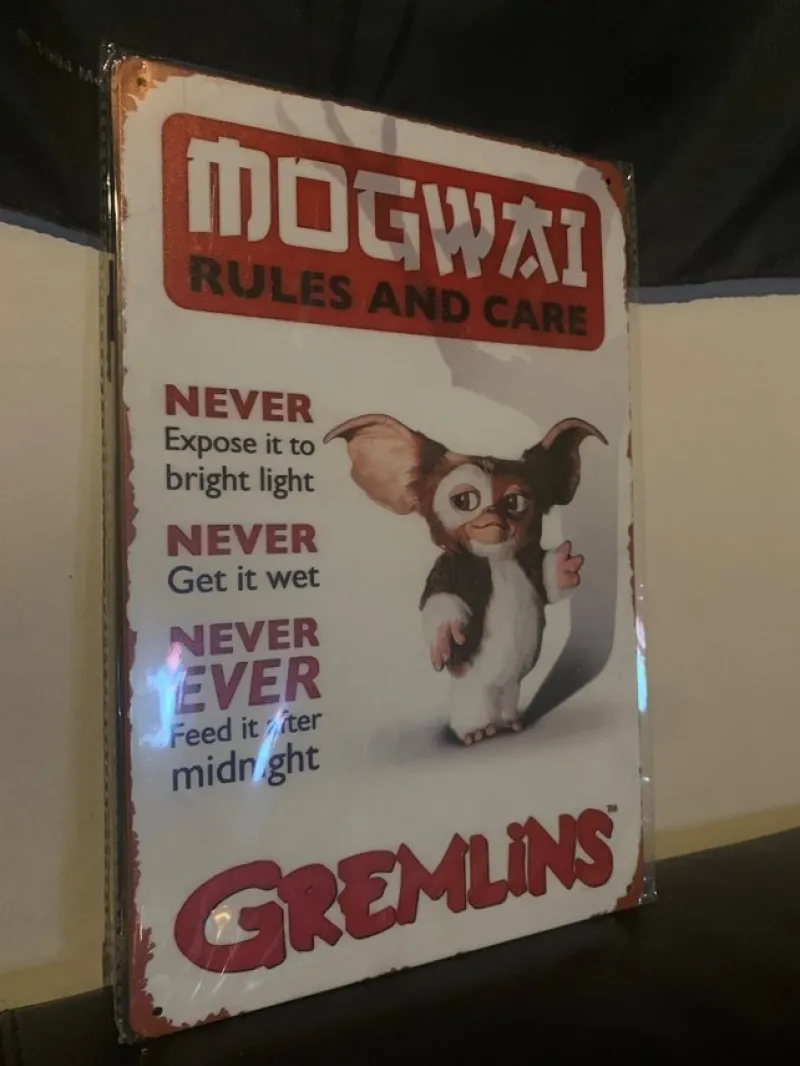 MOGWAI
RULES AND CARE
NEVER
Expose it to
bright light
NEVER
Get it wet
NEVER
EVER
Feed it after
midnight
GREMLiNS™